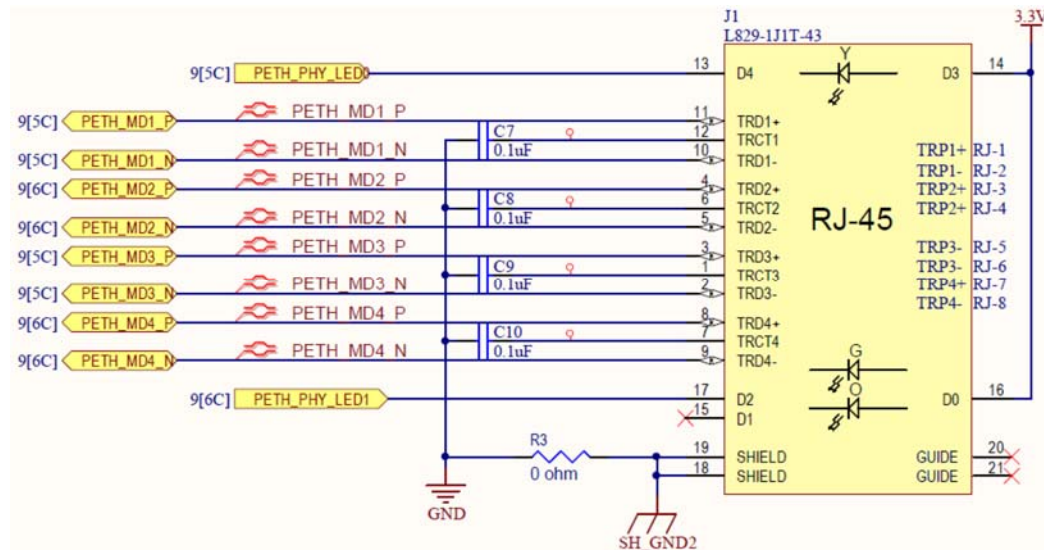 J1
L829-1J1T-43
3.3V
9[5C] PETH_PHY_LED0 13 D4 Y D3 14
9[5C] PETH_MD1_P PETH_MD1_P 11 TRD1+
C7 12 TRCT1
9[5C] PETH_MD1_N PETH_MD1_N 0.1uF 10 TRD1-
TRP1+ RJ-1
TRP1- RJ-2
9[6C] PETH_MD2_P PETH_MD2_P 4 TRD2+ TRP2+ RJ-3
C8 6 TRCT2 TRP2+ RJ-4
9[6C] PETH_MD2_N PETH_MD2_N 0.1uF 5 TRD2- RJ-45
9[5C] PETH_MD3_P PETH_MD3_P 3 TRD3+ TRP3- RJ-5
C9 1 TRCT3 TRP3- RJ-6
9[5C] PETH_MD3_N PETH_MD3_N 0.1uF 2 TRD3- TRP4+ RJ-7
TRP4- RJ-8
9[6C] PETH_MD4_P PETH_MD4_P 8 TRD4+
C10 7 TRCT4
9[6C] PETH_MD4_N PETH_MD4_N 0.1uF 9 TRD4- G
9[6C] PETH_PHY_LED1 17 D2 O D0 16
15 D1
R3 19 SHIELD GUIDE 20
0 ohm 18 SHIELD GUIDE 21
GND
SH_GND2